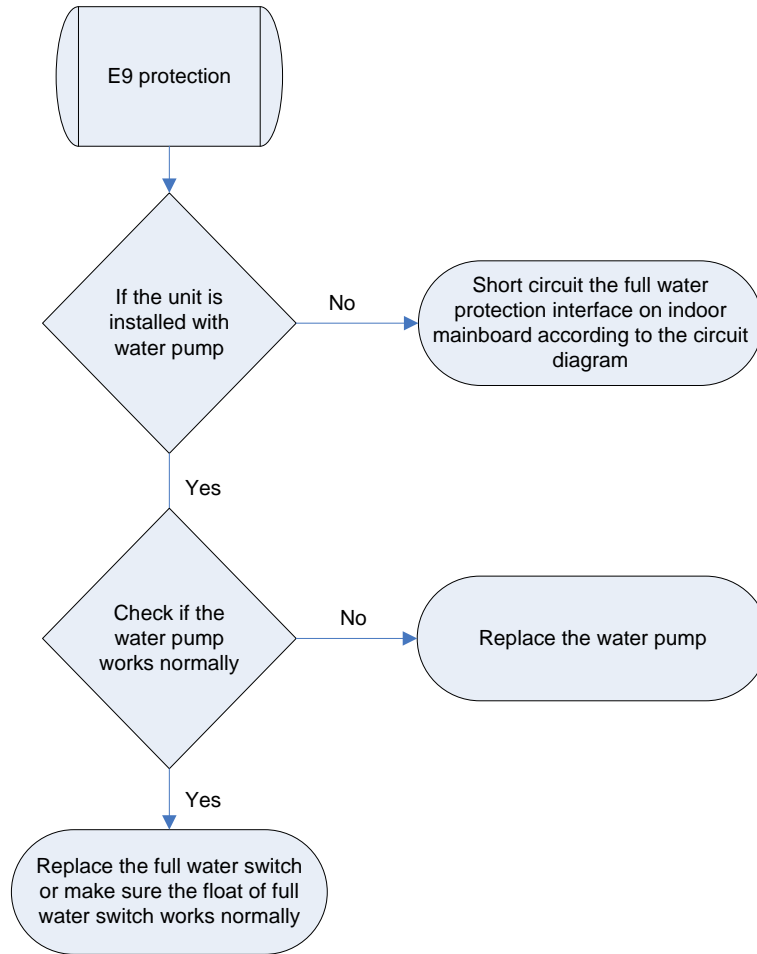 E9 protection
If the unit is
installed with
water pump
No
Short circuit the full water
protection interface on indoor
mainboard according to the circuit
diagram
Yes
Check if the
water pump
works normally
No
Replace the water pump
Yes
Replace the full water switch
or make sure the float of full
water switch works normally